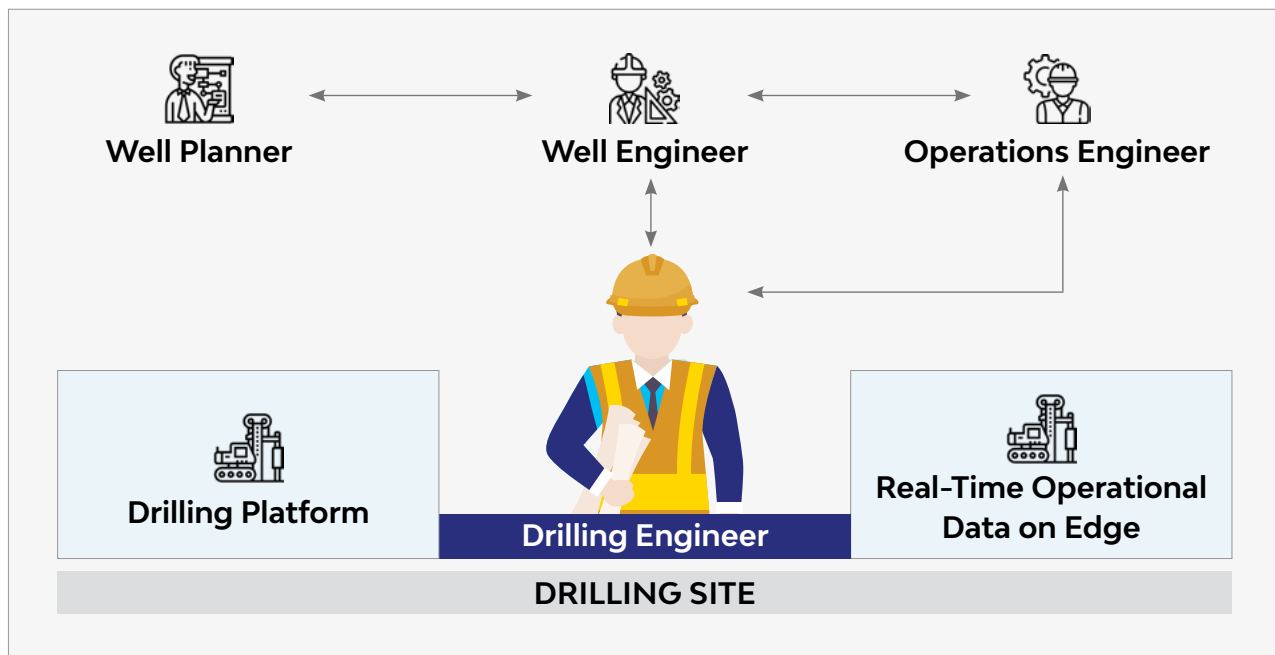 Well Planner
Well Engineer
Operations Engineer
Drilling Platform
Drilling Engineer
Real-Time Operational
Data on Edge
DRILLING SITE